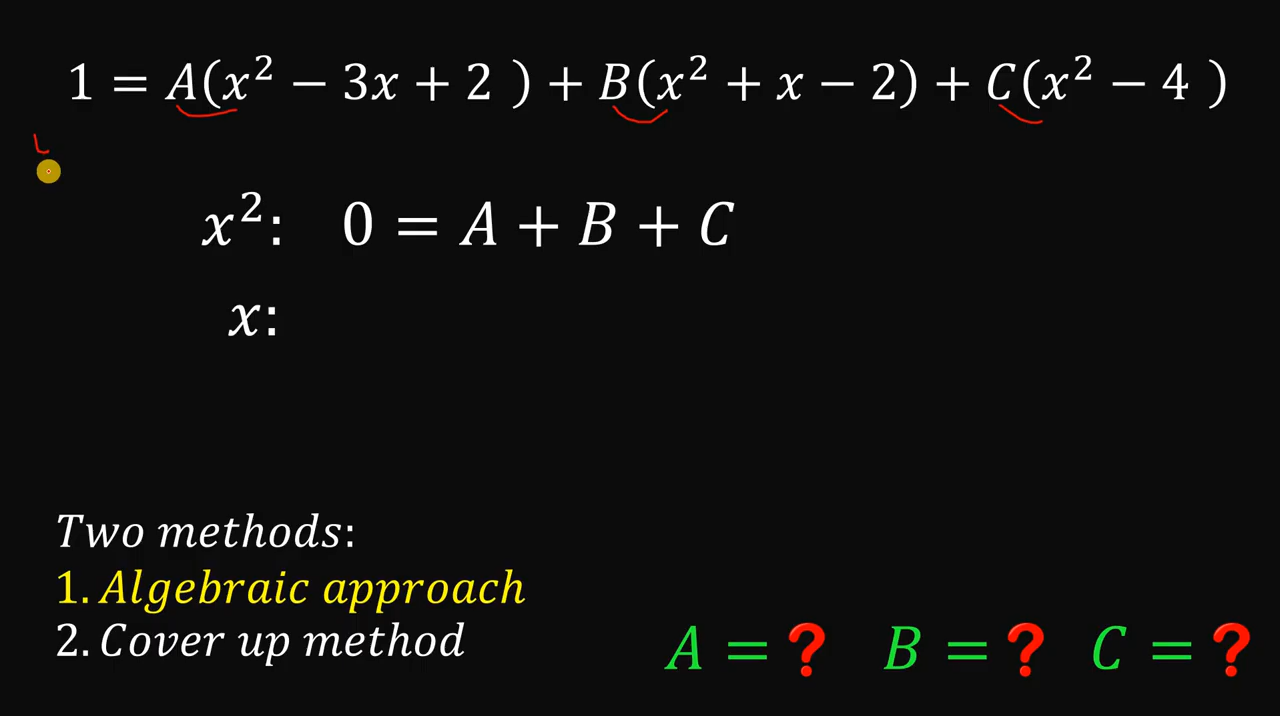 1 = A(x² − 3x + 2 ) + B(x² + x − 2) + C(x² − 4 )
x²: 0 = A + B + C
x:
Two methods:
1. Algebraic approach
2. Cover up method
A = ❓ B = ❓ C = ❓